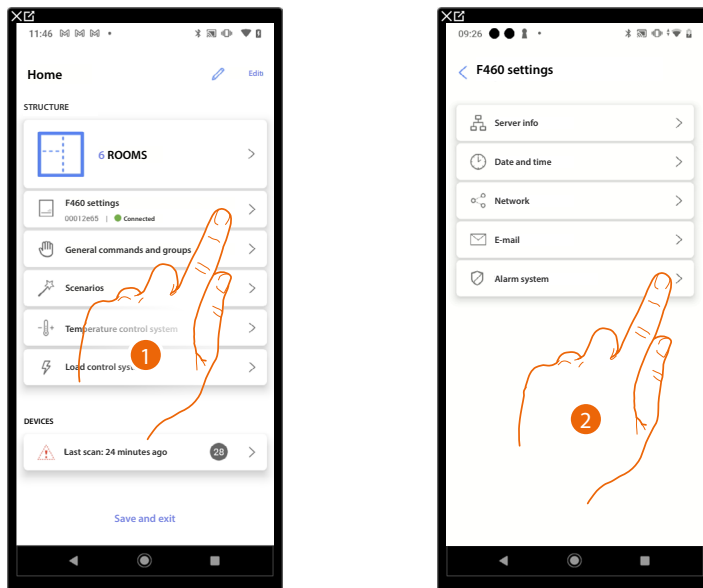 11:46
Home
Edit
STRUCTURE
6 ROOMS
F460 settings
00012e65 | Connected
General commands and groups
Scenarios
Temperature control system
Load control sys
1
DEVICES
Last scan: 24 minutes ago
28
Save and exit
09:26
F460 settings
Server info
Date and time
Network
E-mail
Alarm system
2